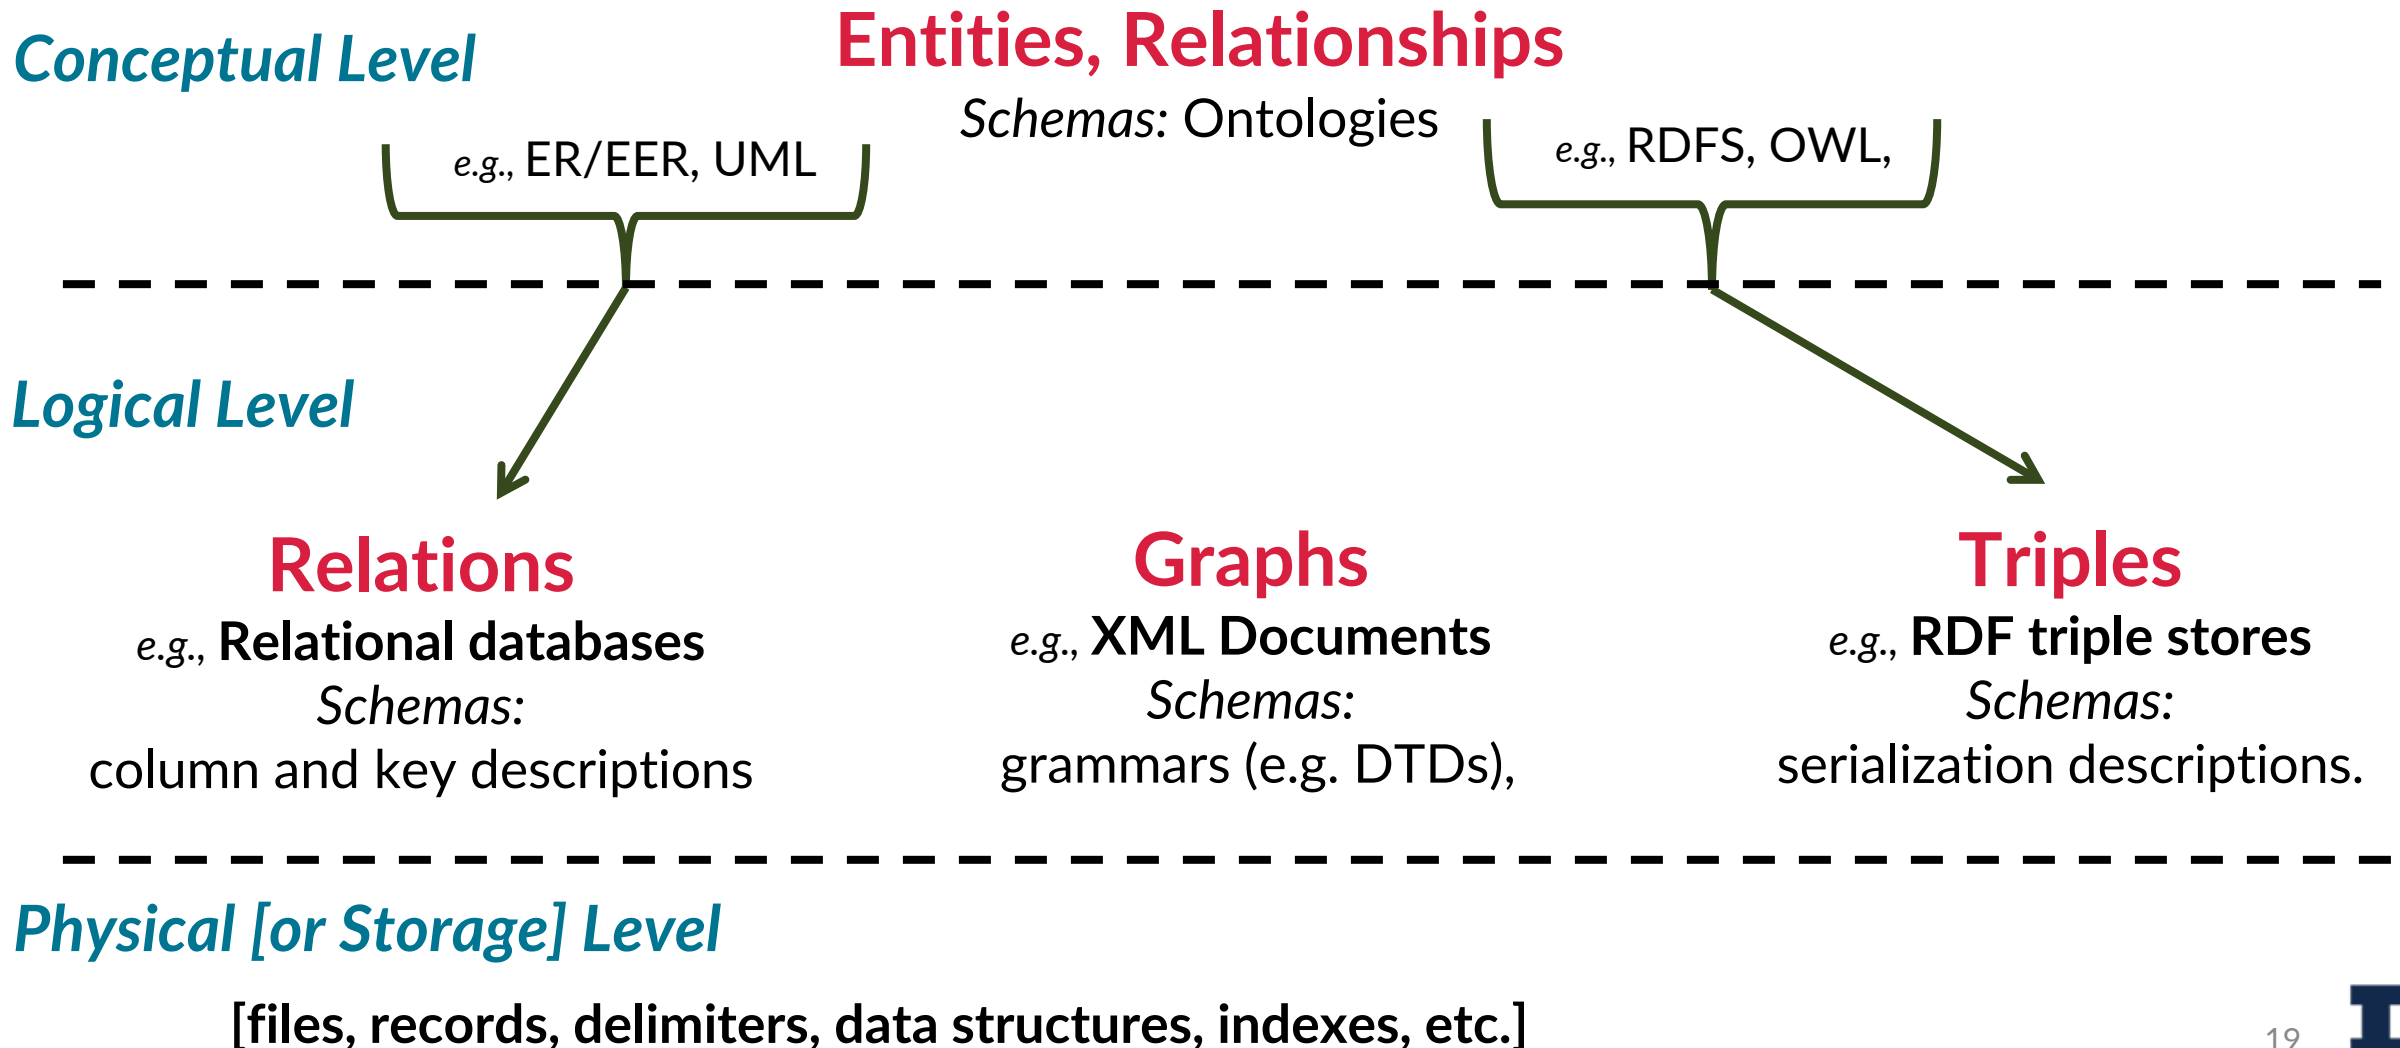 Conceptual Level
Entities, Relationships
Schemas: Ontologies
e.g., ER/EER, UML
e.g., RDFS, OWL,
Logical Level
Relations
e.g., Relational databases
Schemas:
column and key descriptions
Graphs
e.g., XML Documents
Schemas:
grammars (e.g. DTDs),
Triples
e.g., RDF triple stores
Schemas:
serialization descriptions.
Physical [or Storage] Level
[files, records, delimiters, data structures, indexes, etc.]
19